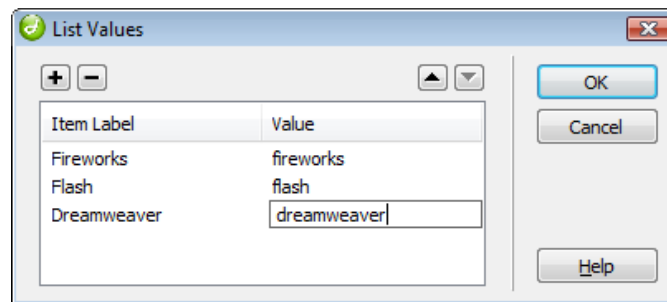 List Values
OK
Cancel
Item Label Value
Fireworks fireworks
Flash flash
Dreamweaver dreamweaver
Help